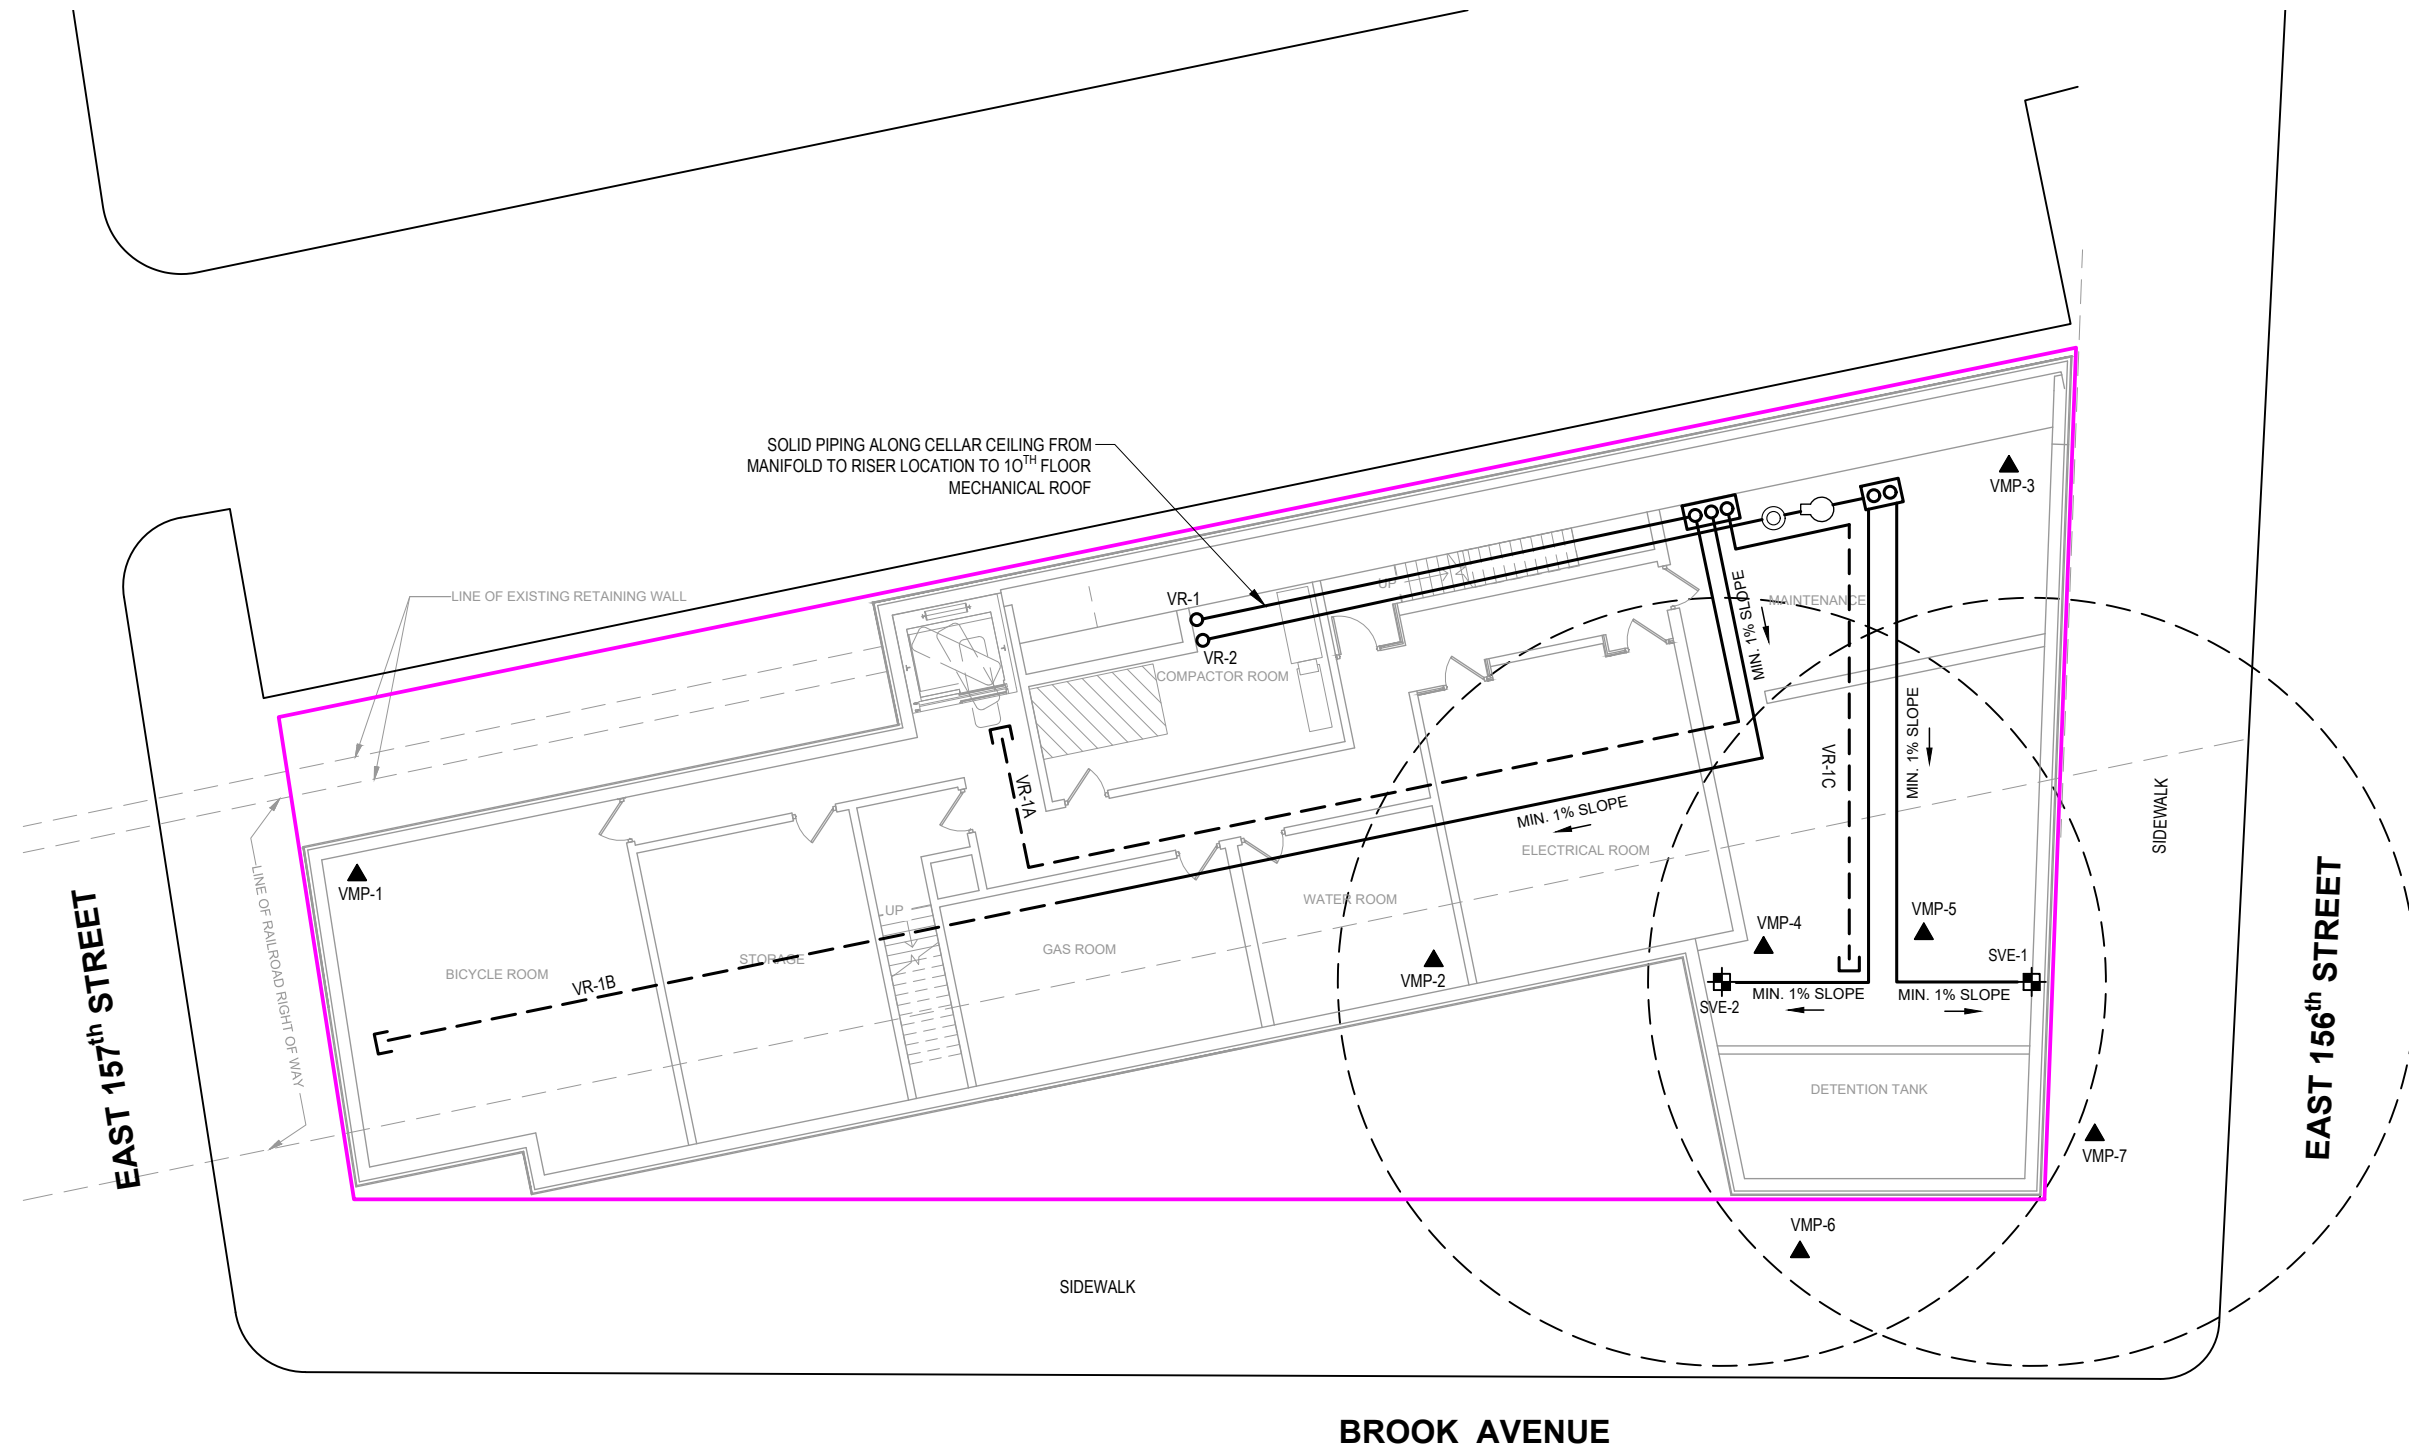 SOLID PIPING ALONG CELLAR CEILING FROM
MANIFOLD TO RISER LOCATION TO 10TH FLOOR
MECHANICAL ROOF
VMP-3
LINE OF EXISTING RETAINING WALL
VR-1
VR-2
UP
COMPACTOR ROOM
MIN. 1% SLOPE
MAINTENANCE
VR-1A
VR-1C
MIN. 1% SLOPE
MIN. 1% SLOPE
ELECTRICAL ROOM
SIDEWALK
VMP-1
LINE OF RAILROAD RIGHT OF WAY
UP
WATER ROOM
GAS ROOM
STORAGE
BICYCLE ROOM
VR-1B
VMP-2
VMP-4
VMP-5
SVE-1
SVE-2
MIN. 1% SLOPE
MIN. 1% SLOPE
DETENTION TANK
VMP-7
VMP-6
SIDEWALK
EAST 157th STREET
EAST 156th STREET
BROOK AVENUE